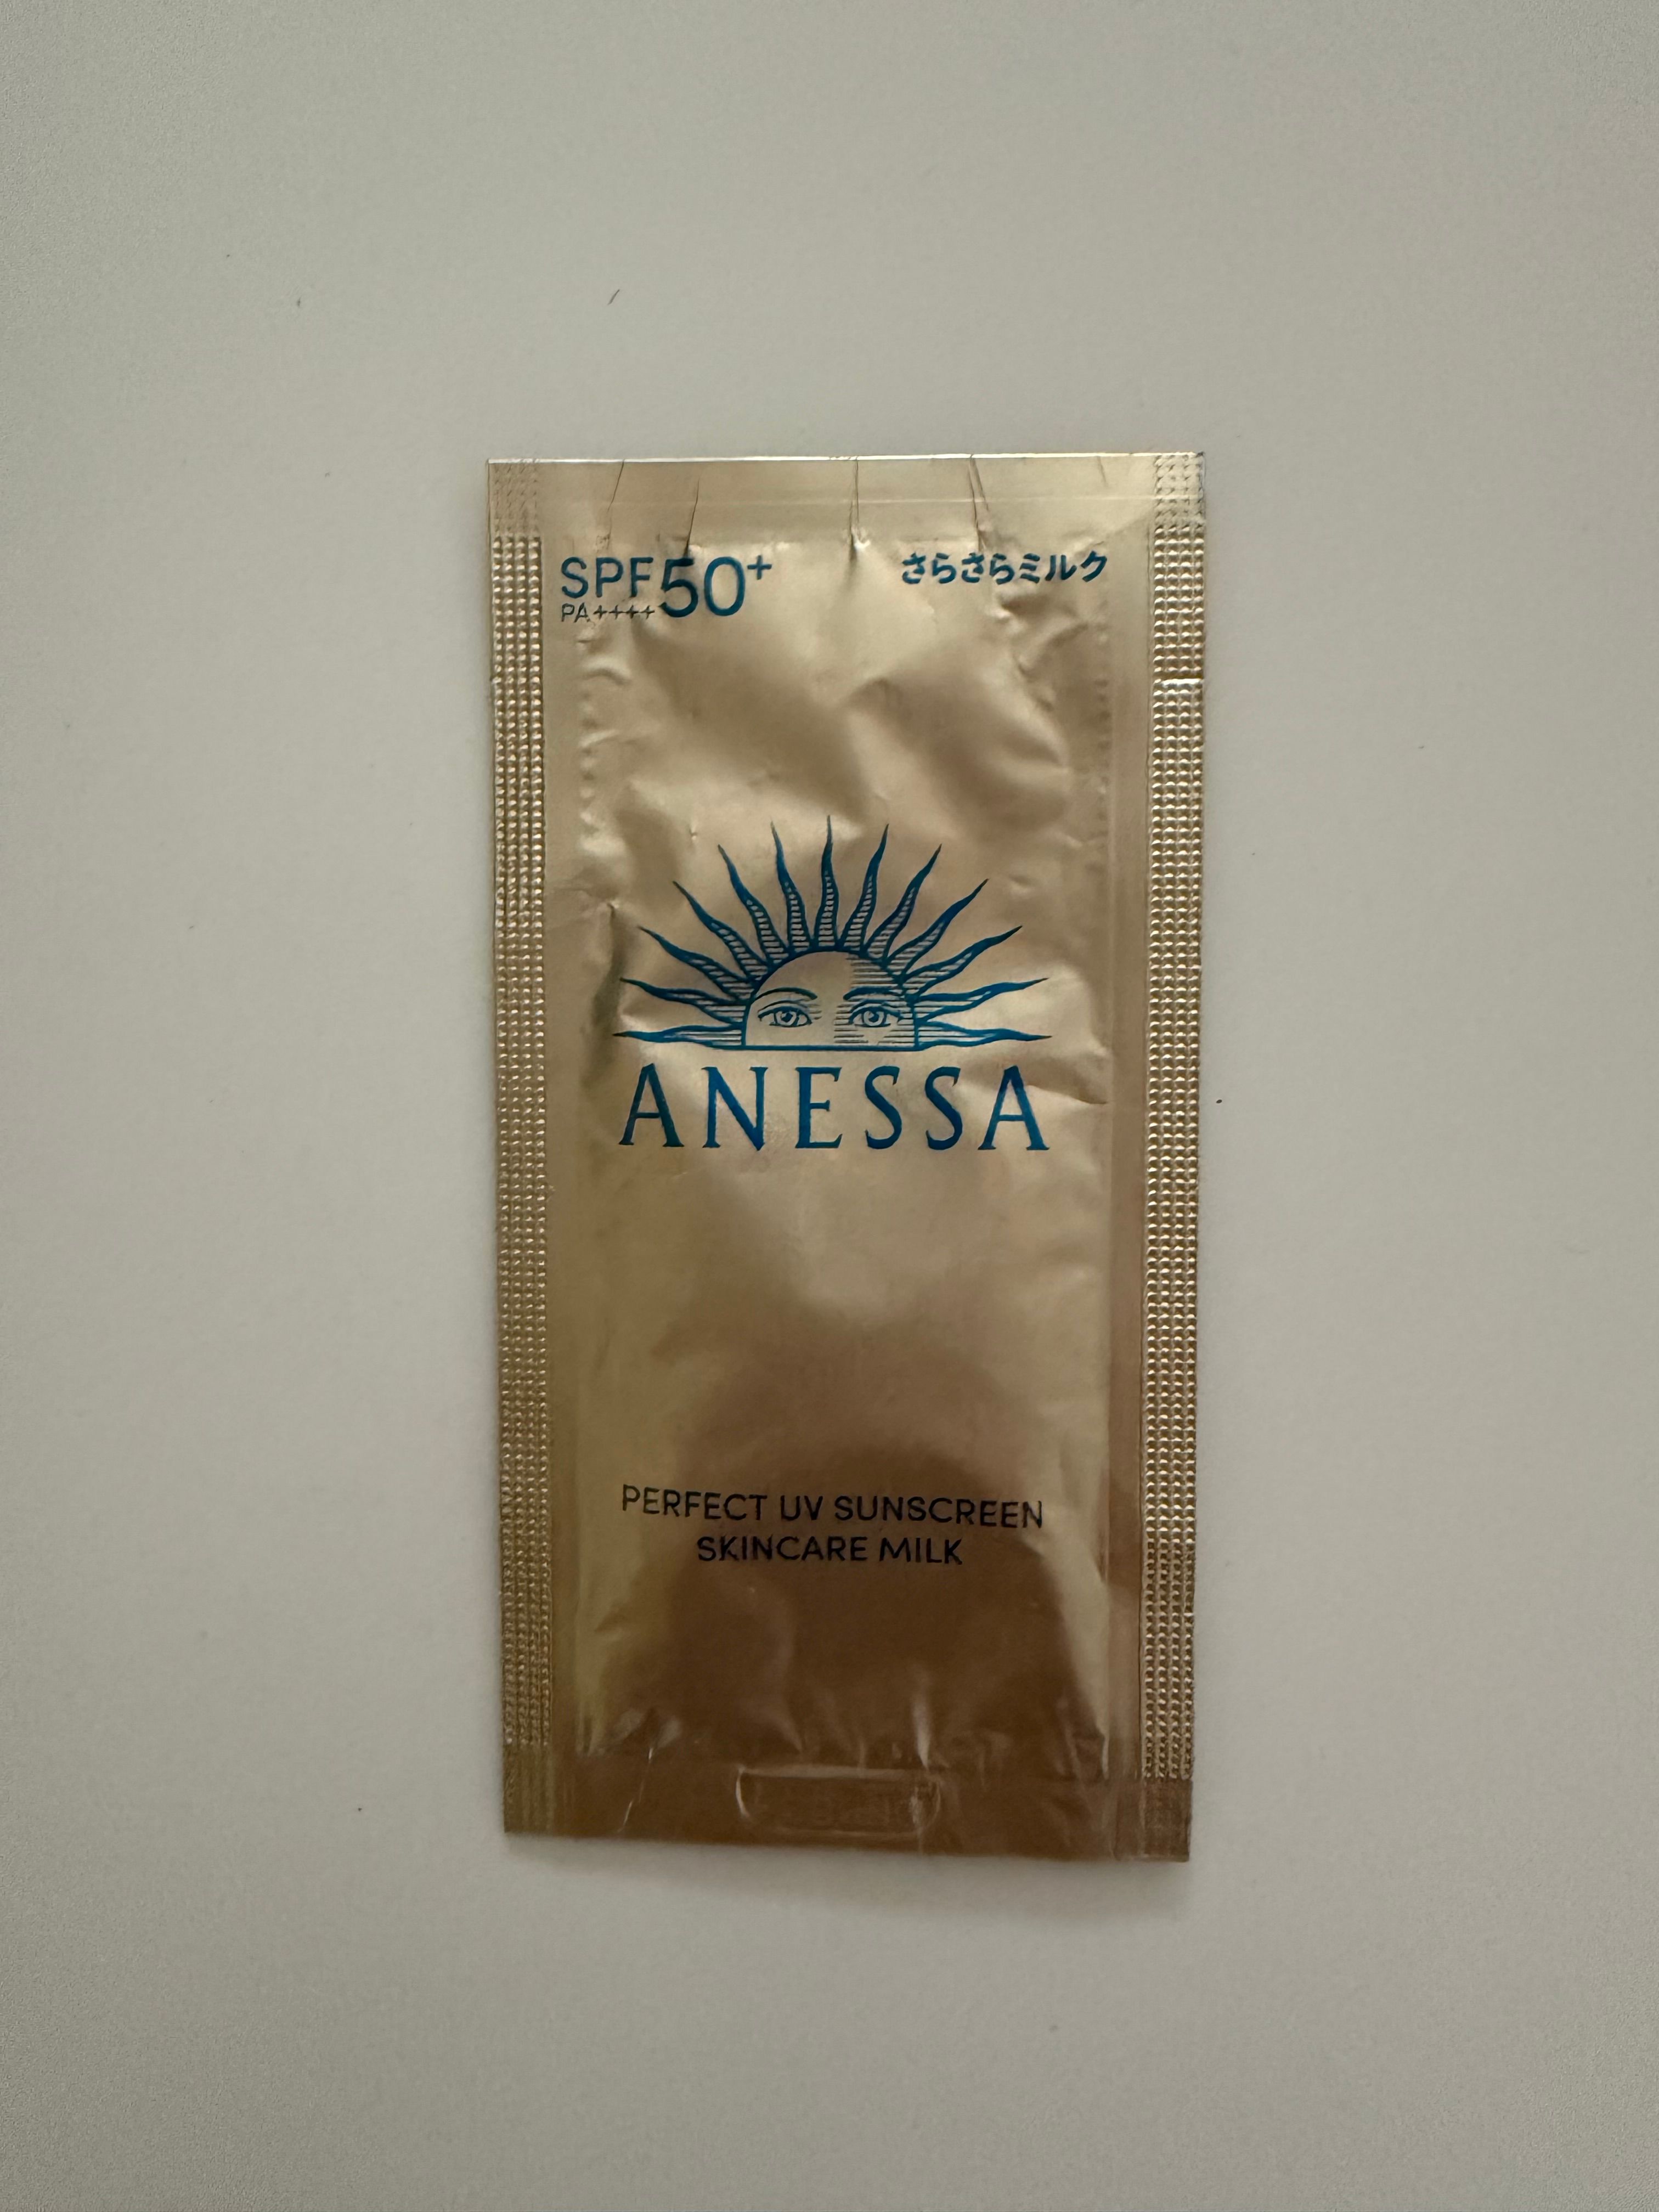 SPF50+
PA++++
さらさらミルク
ANESSA
PERFECT UV SUNSCREEN
SKINCARE MILK